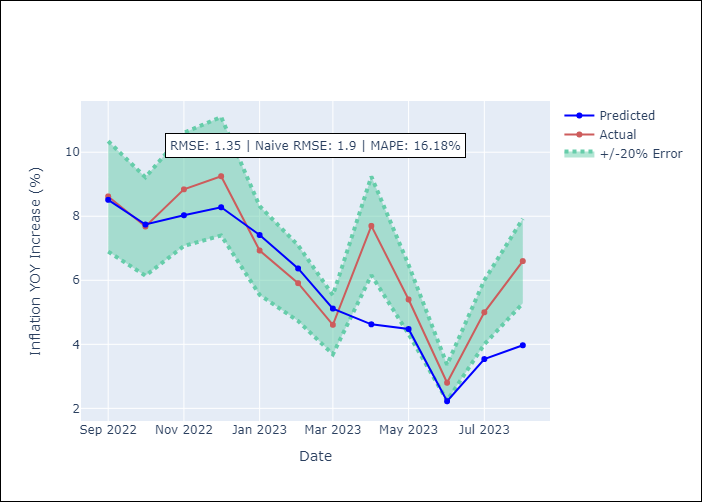 RMSE: 1.35 | Naive RMSE: 1.9 | MAPE: 16.18%
Predicted
Actual
+/-20% Error
Inflation YOY Increase (%)
10
8
6
4
2
Sep 2022 Nov 2022 Jan 2023 Mar 2023 May 2023 Jul 2023
Date